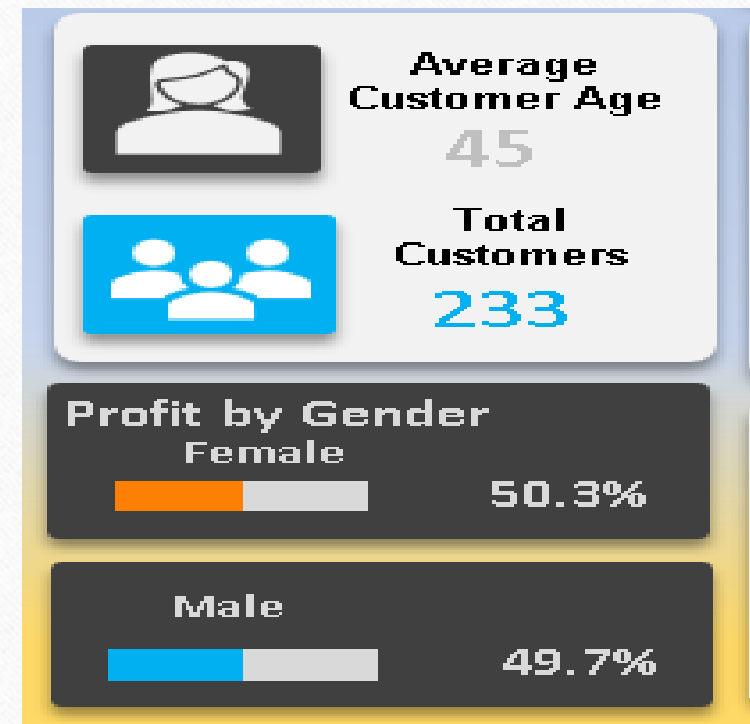 Average
Customer Age
45
Total
Customers
233
Profit by Gender
Female
50.3%
Male
49.7%